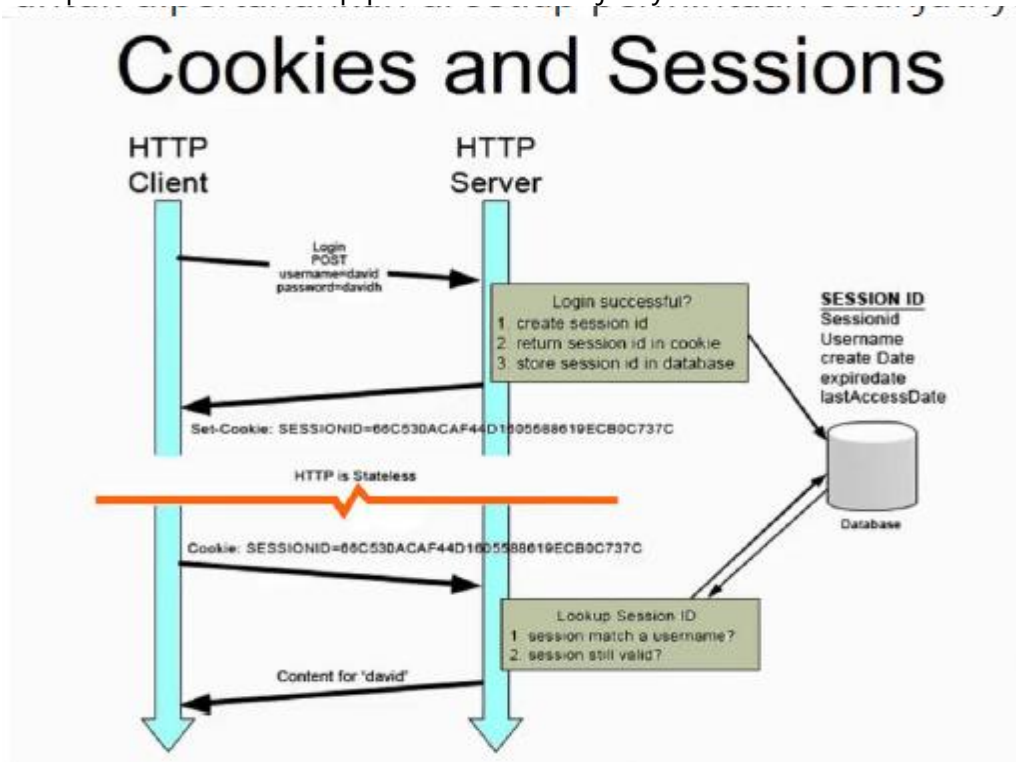 Cookies and Sessions
HTTP
Client
HTTP
Server
Login
POST
username=david
password=davidh
Login successful?
1. create session id
2. return session id in cookie
3. store session id in database
SESSION ID
Sessionid
Username
create Date
expiredate
lastAccessDate
Set-Cookie: SESSIONID=66C530ACAF44D1605588619ECB0C737C
HTTP is Stateless
Database
Cookie: SESSIONID=66C530ACAF44D1605588619ECB0C737C
Lookup Session ID
1. session match a username?
2. session still valid?
Content for 'david'